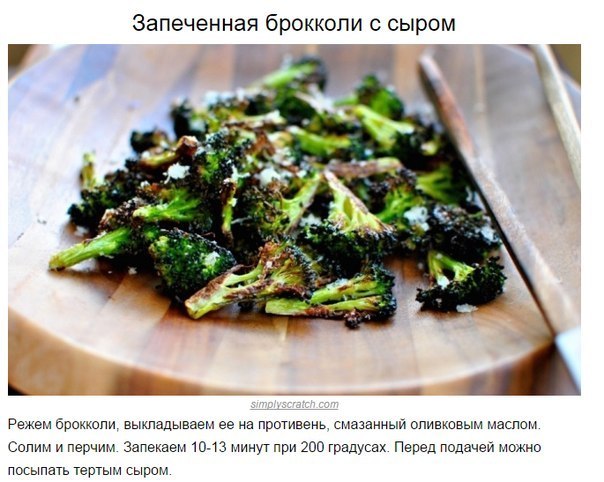 Запеченная брокколи с сыром
simplyscratch.com
Режем брокколи, выкладываем ее на противень, смазанный оливковым маслом.
Солим и перчим. Запекаем 10-13 минут при 200 градусах. Перед подачей можно
посыпать тертым сыром.